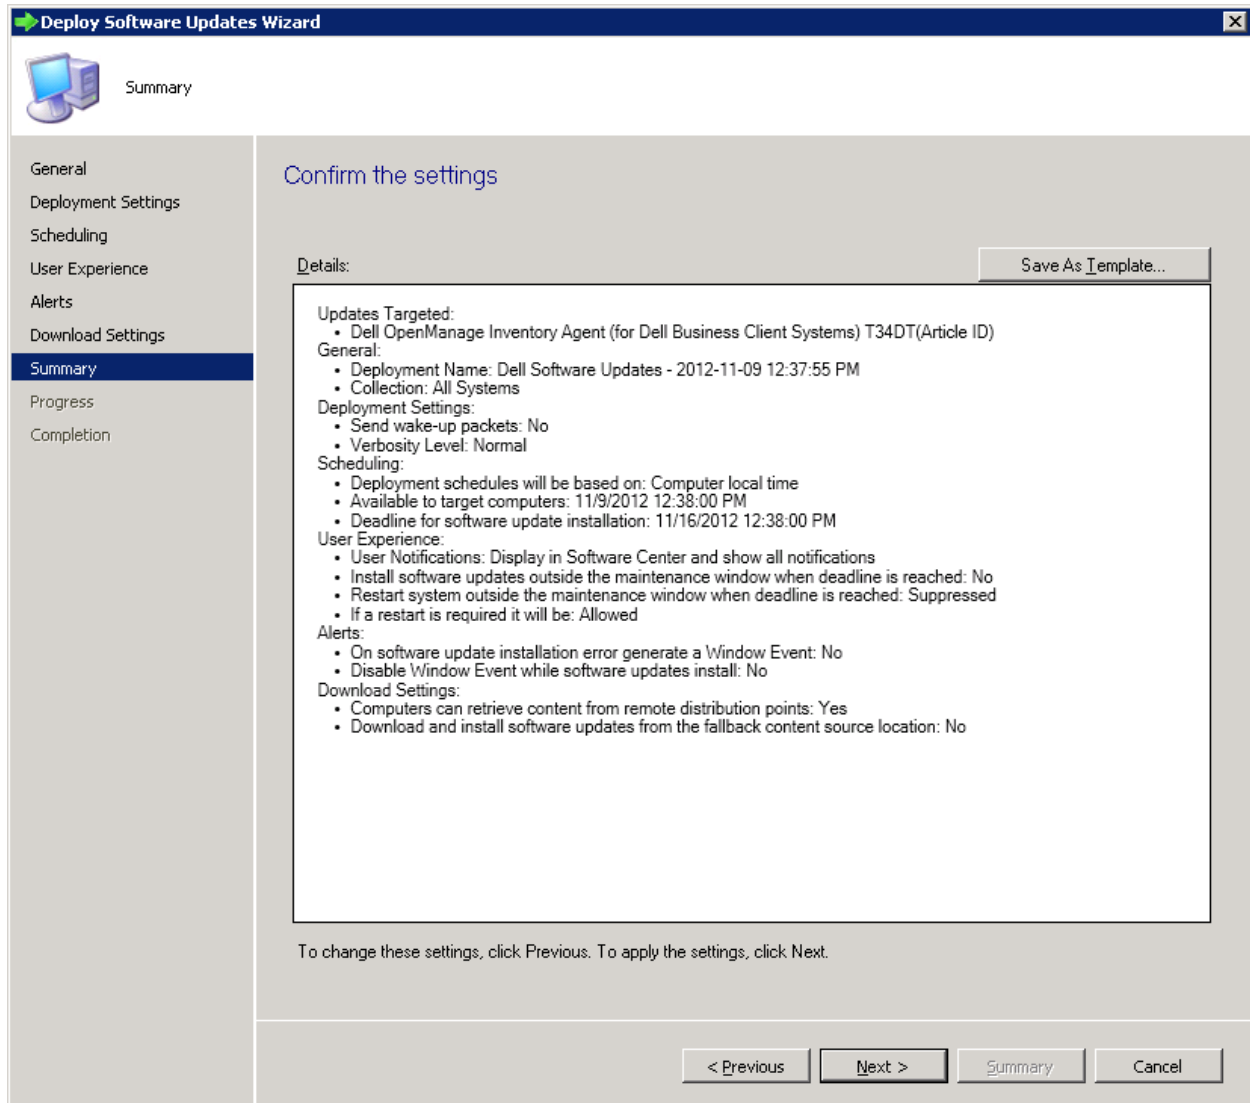 Deploy Software Updates Wizard
Summary
General
Deployment Settings
Scheduling
User Experience
Alerts
Download Settings
Summary
Progress
Completion
Confirm the settings
Details:
Save As Template...
Updates Targeted:
• Dell OpenManage Inventory Agent (for Dell Business Client Systems) T34DT(Article ID)
General:
• Deployment Name: Dell Software Updates - 2012-11-09 12:37:55 PM
• Collection: All Systems
Deployment Settings:
• Send wake-up packets: No
• Verbosity Level: Normal
Scheduling:
• Deployment schedules will be based on: Computer local time
• Available to target computers: 11/9/2012 12:38:00 PM
• Deadline for software update installation: 11/16/2012 12:38:00 PM
User Experience:
• User Notifications: Display in Software Center and show all notifications
• Install software updates outside the maintenance window when deadline is reached: No
• Restart system outside the maintenance window when deadline is reached: Suppressed
• If a restart is required it will be: Allowed
Alerts:
• On software update installation error generate a Window Event: No
• Disable Window Event while software updates install: No
Download Settings:
• Computers can retrieve content from remote distribution points: Yes
• Download and install software updates from the fallback content source location: No
To change these settings, click Previous. To apply the settings, click Next.
< Previous
Next >
Summary
Cancel